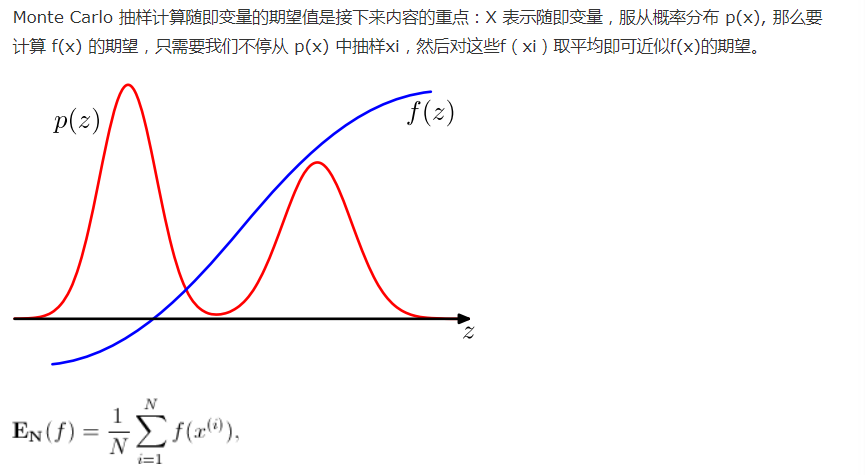 Monte Carlo 抽样计算随即变量的期望值是接下来内容的重点：X 表示随即变量，服从概率分布 p(x), 那么要
计算 f(x) 的期望，只需要我们不停从 p(x) 中抽样xi，然后对这些f（xi）取平均即可近似f(x)的期望。
p(z)
f(z)
z
E_N(f) = \frac{1}{N} \sum_{i=1}^{N} f(x^{(i)}),